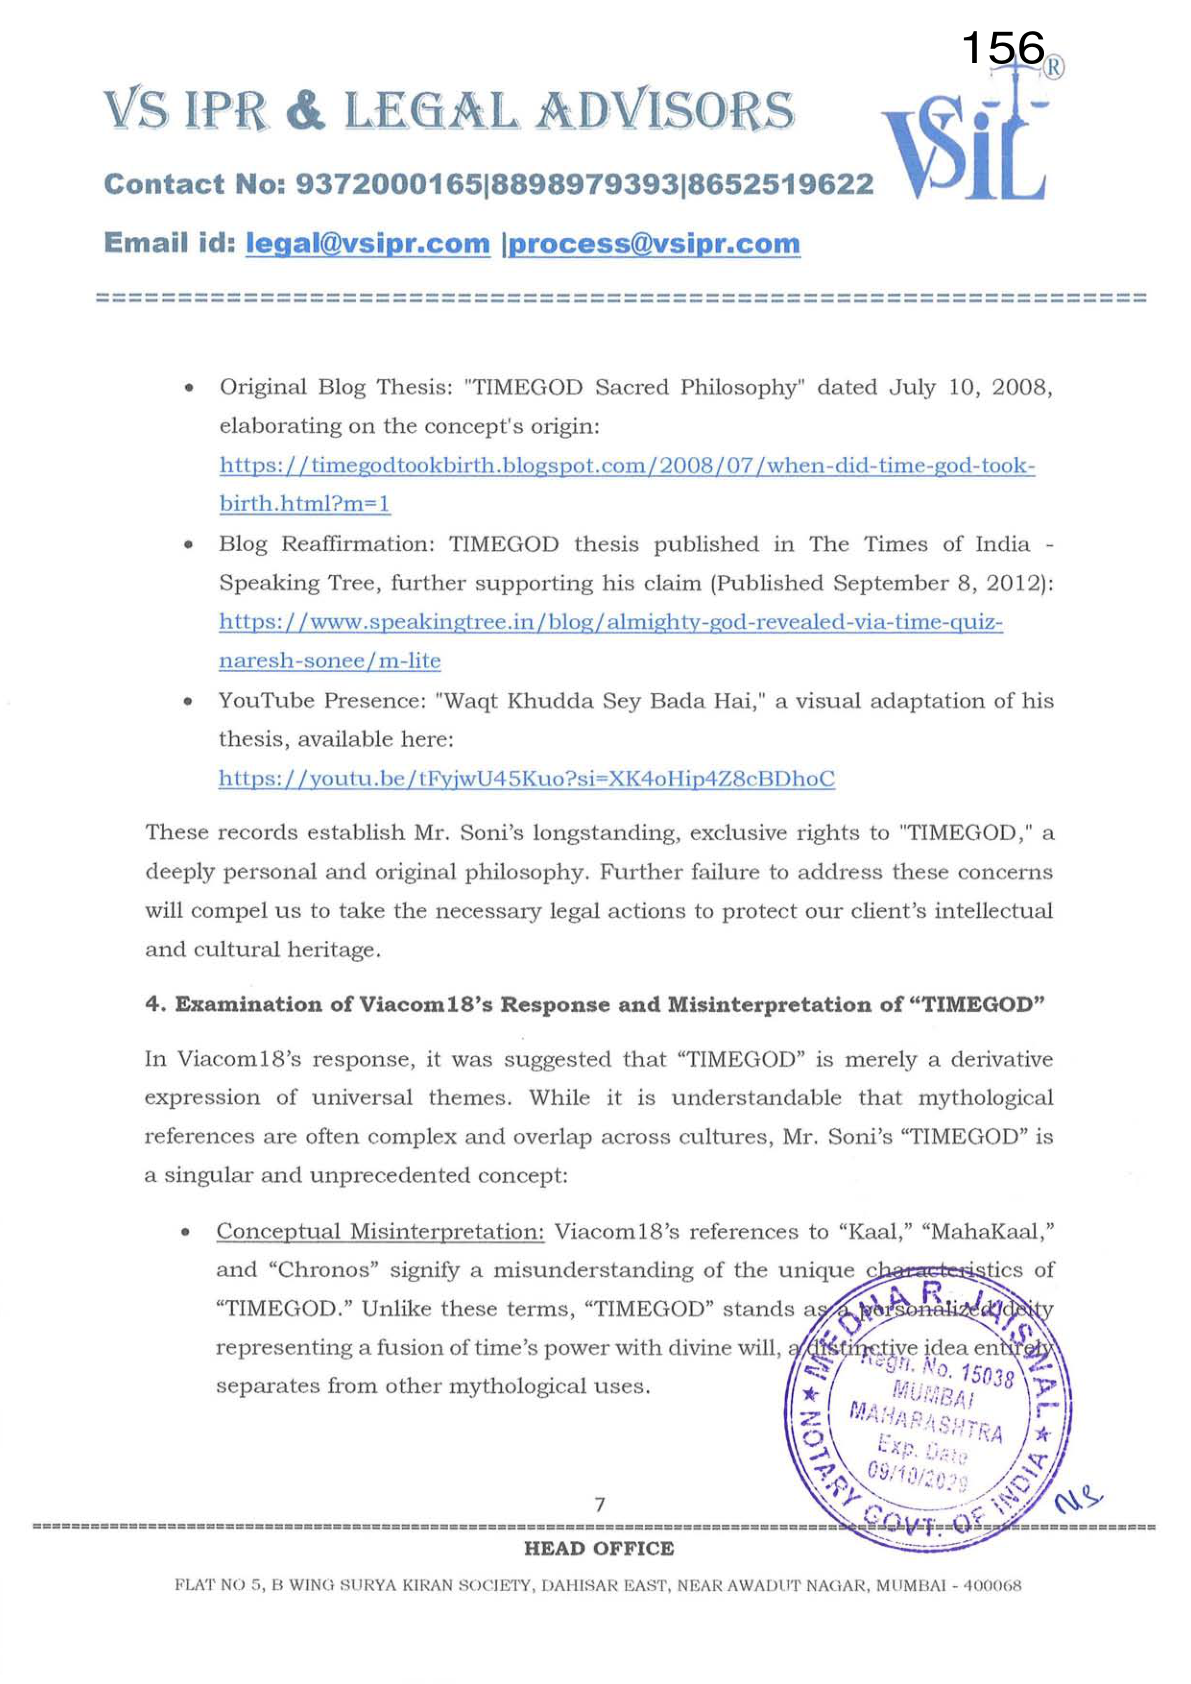 156
VS IPR & LEGAL ADVISORS
VSiL®
Contact No: 9372000165|8898979393|8652519622
Email id: legal@vsipr.com |process@vsipr.com
================================================================
• Original Blog Thesis: "TIMEGOD Sacred Philosophy" dated July 10, 2008,
elaborating on the concept's origin:
https://timegodtookbirth.blogspot.com/2008/07/when-did-time-god-took-
birth.html?m=1
• Blog Reaffirmation: TIMEGOD thesis published in The Times of India -
Speaking Tree, further supporting his claim (Published September 8, 2012):
https://www.speakingtree.in/blog/almighty-god-revealed-via-time-quiz-
naresh-sonee/m-lite
• YouTube Presence: "Waqt Khudda Sey Bada Hai," a visual adaptation of his
thesis, available here:
https://youtu.be/tFyjwU45Kuo?si=XK4oHip4Z8cBDhoC
These records establish Mr. Soni’s longstanding, exclusive rights to "TIMEGOD," a
deeply personal and original philosophy. Further failure to address these concerns
will compel us to take the necessary legal actions to protect our client’s intellectual
and cultural heritage.
4. Examination of Viacom18’s Response and Misinterpretation of “TIMEGOD”
In Viacom18’s response, it was suggested that “TIMEGOD” is merely a derivative
expression of universal themes. While it is understandable that mythological
references are often complex and overlap across cultures, Mr. Soni’s “TIMEGOD” is
a singular and unprecedented concept:
• Conceptual Misinterpretation: Viacom18’s references to “Kaal,” “MahaKaal,”
and “Chronos” signify a misunderstanding of the unique characteristics of
“TIMEGOD.” Unlike these terms, “TIMEGOD” stands as a personalized deity
representing a fusion of time’s power with divine will, a distinctive idea entirely
separates from other mythological uses.
MEDHA R. JAISWAL
Regn. No. 15038
MUMBAI
MAHARASHTRA
Exp. Date
09/10/2029
★ NOTARY GOVT. OF INDIA ★
NS
7
HEAD OFFICE
FLAT NO 5, B WING SURYA KIRAN SOCIETY, DAHISAR EAST, NEAR AWADUT NAGAR, MUMBAI - 400068